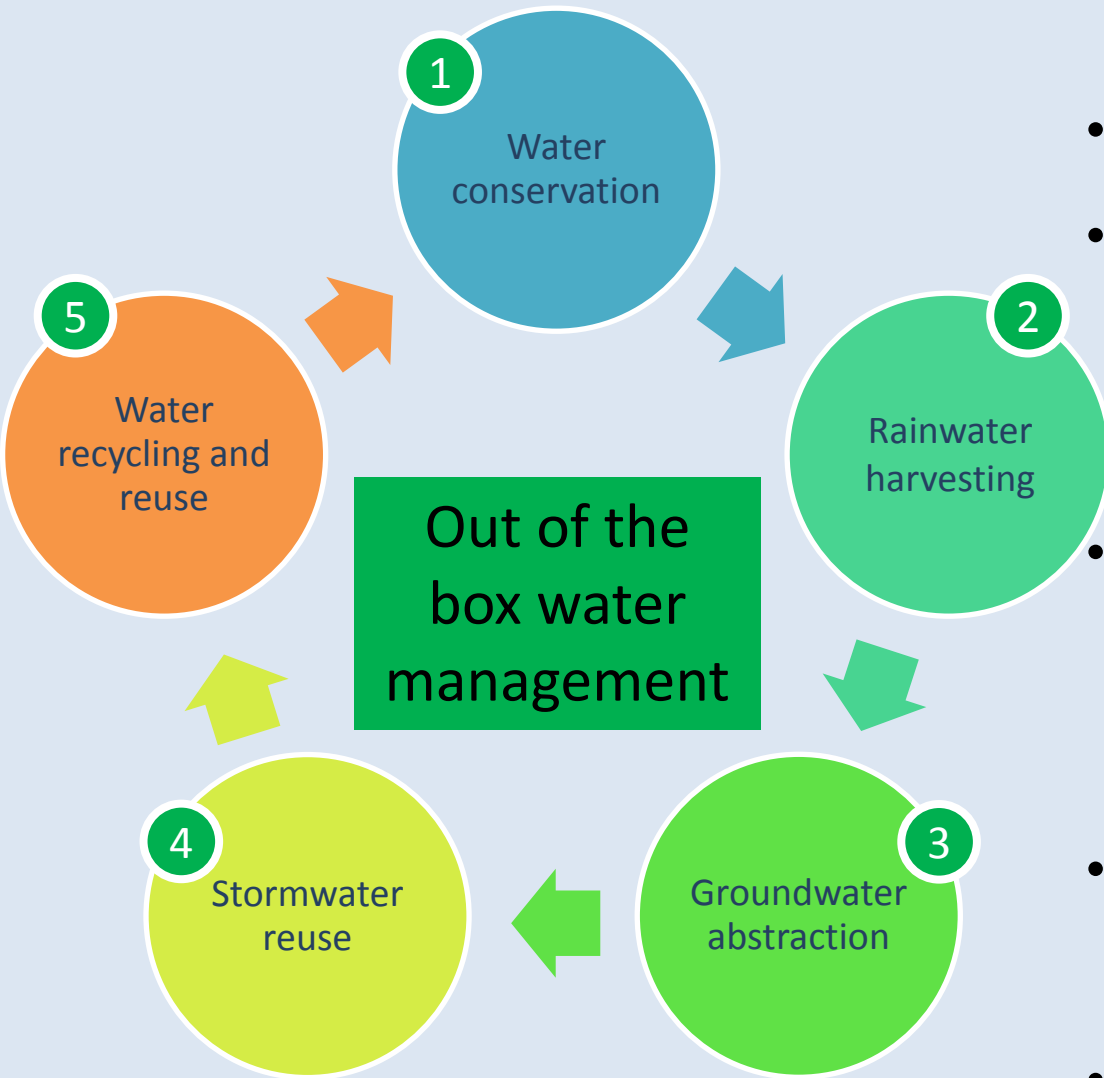 1
Water
conservation
2
Rainwater
harvesting
3
Groundwater
abstraction
4
Stormwater
reuse
5
Water
recycling and
reuse
Out of the
box water
management
•
•
•
•
•